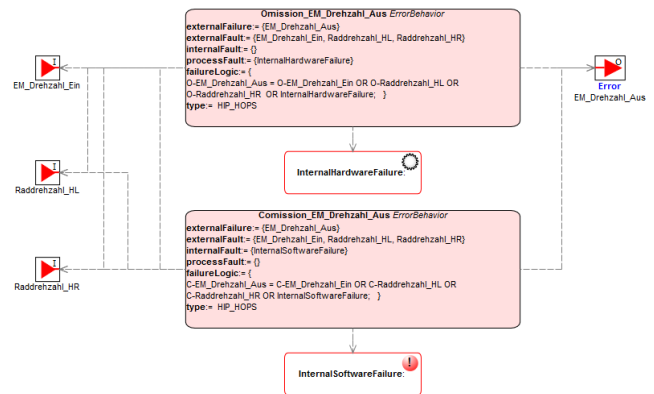 Omission_EM_Drehzahl_Aus ErrorBehavior
externalFailure:= {EM_Drehzahl_Aus}
externalFault:= {EM_Drehzahl_Ein, Raddrehzahl_HL, Raddrehzahl_HR}
internalFault:= {}
processFault:= {InternalHardwareFailure}
failureLogic:= {
O-EM_Drehzahl_Aus = O-EM_Drehzahl_Ein OR O-Raddrehzahl_HL OR
O-Raddrehzahl_HR OR InternalHardwareFailure; }
type:= HIP_HOPS
I
EM_Drehzahl_Ein
O
Error
EM_Drehzahl_Aus
InternalHardwareFailure:
I
Raddrehzahl_HL
Comission_EM_Drehzahl_Aus ErrorBehavior
externalFailure:= {EM_Drehzahl_Aus}
externalFault:= {EM_Drehzahl_Ein, Raddrehzahl_HL, Raddrehzahl_HR}
internalFault:= {InternalSoftwareFailure}
processFault:= {}
failureLogic:= {
C-EM_Drehzahl_Aus = C-EM_Drehzahl_Ein OR C-Raddrehzahl_HL OR
C-Raddrehzahl_HR OR InternalSoftwareFailure; }
type:= HIP_HOPS
I
Raddrehzahl_HR
!
InternalSoftwareFailure: